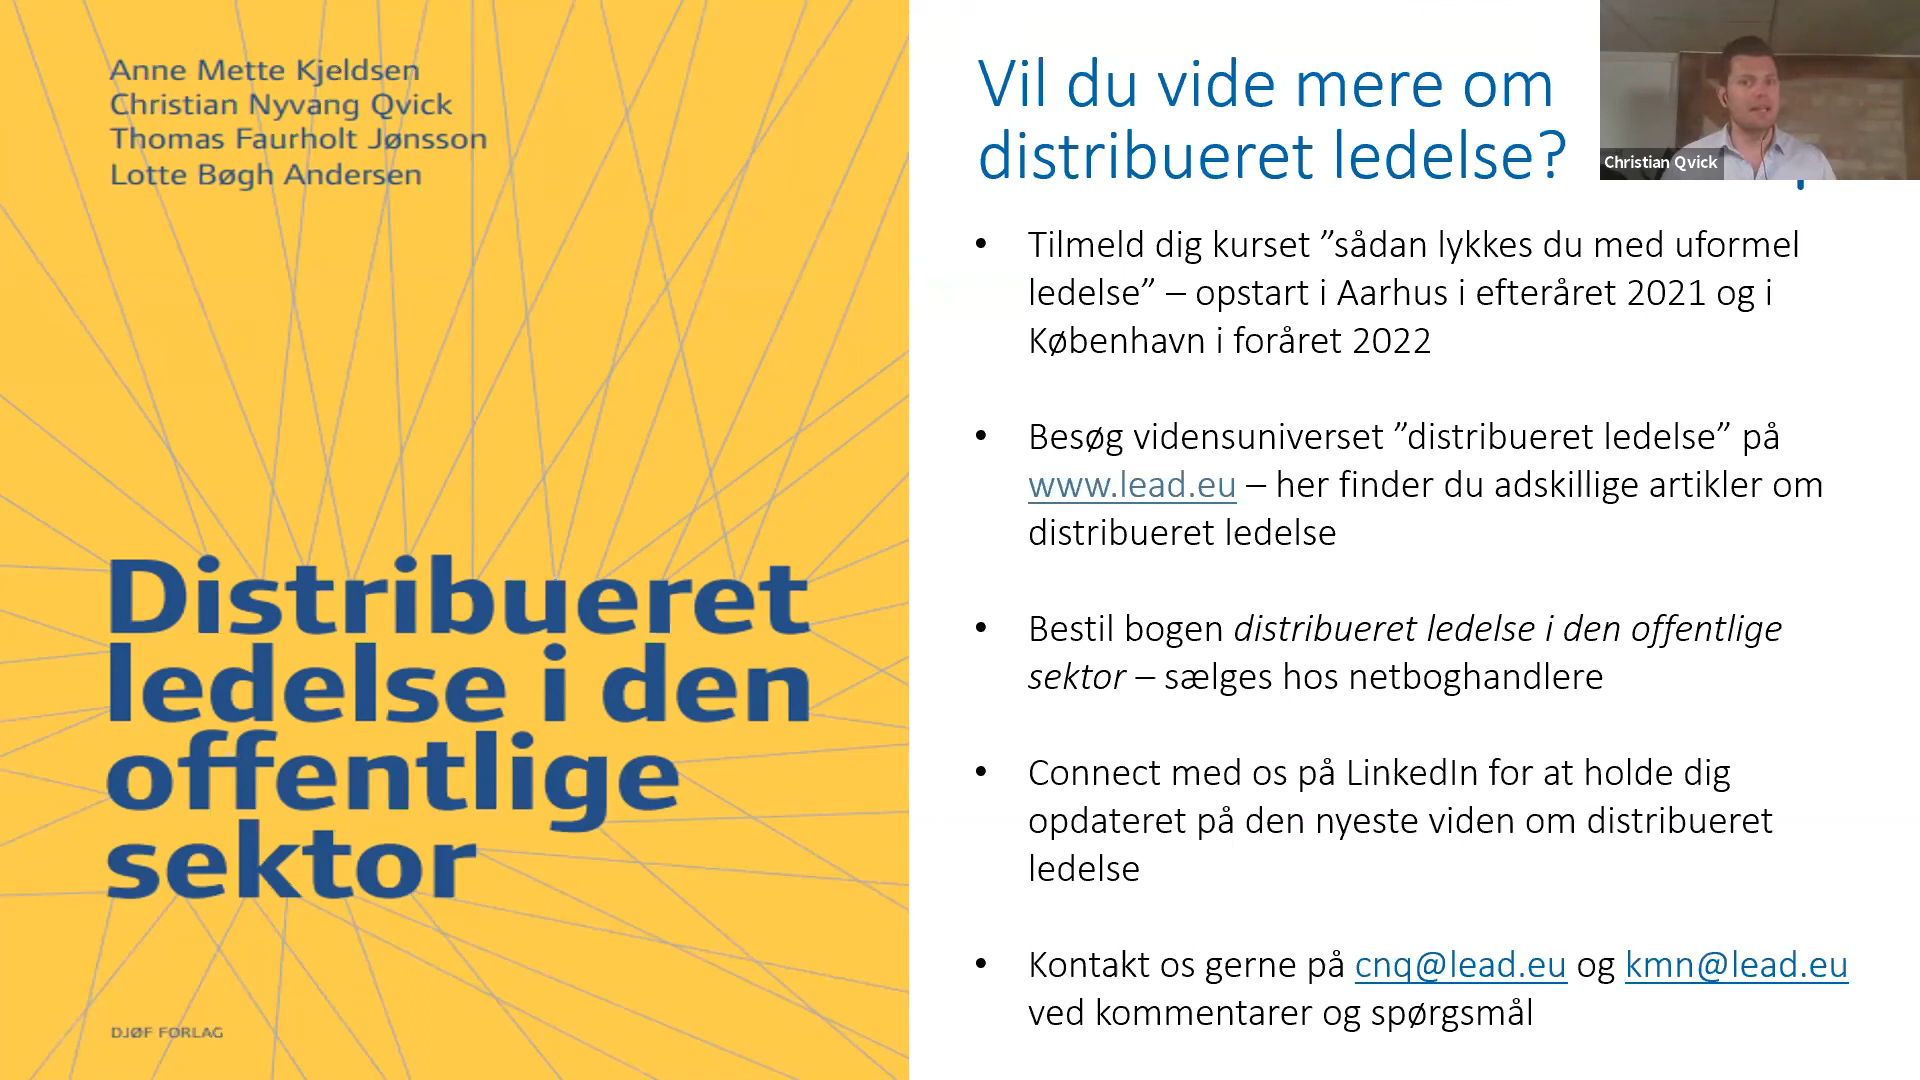 Anne Mette Kjeldsen
Christian Nyvang Qvick
Thomas Faurholt Jønsson
Lotte Bøgh Andersen
Distribueret
ledelse i den
offentlige
sektor
DJØF FORLAG
Vil du vide mere om
distribueret ledelse?
Christian Qvick
• Tilmeld dig kurset ”sådan lykkes du med uformel
ledelse” – opstart i Aarhus i efteråret 2021 og i
København i foråret 2022
• Besøg vidensuniverset ”distribueret ledelse” på
www.lead.eu – her finder du adskillige artikler om
distribueret ledelse
• Bestil bogen distribueret ledelse i den offentlige
sektor – sælges hos netboghandlere
• Connect med os på LinkedIn for at holde dig
opdateret på den nyeste viden om distribueret
ledelse
• Kontakt os gerne på cnq@lead.eu og kmn@lead.eu
ved kommentarer og spørgsmål